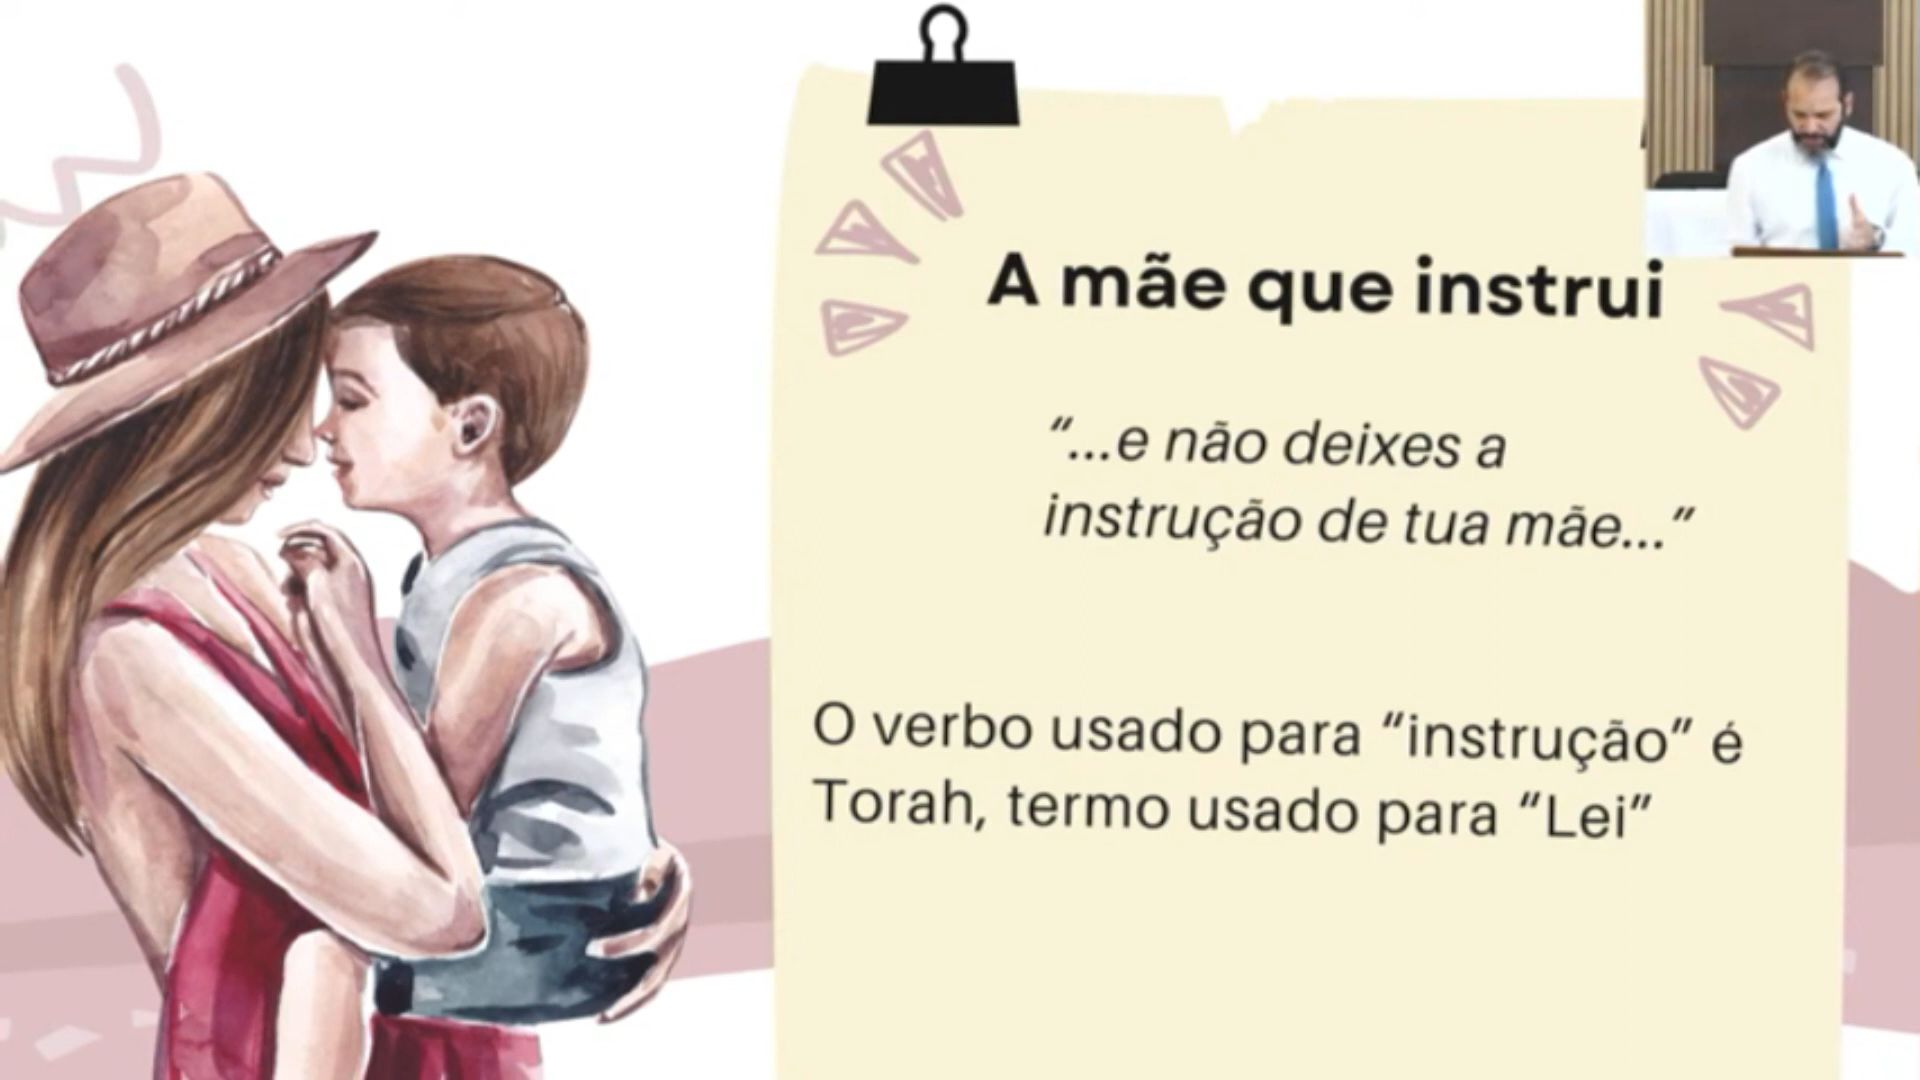 A mãe que instrui
“...e não deixes a
instrução de tua mãe...”
O verbo usado para “instrução” é
Torah, termo usado para “Lei”